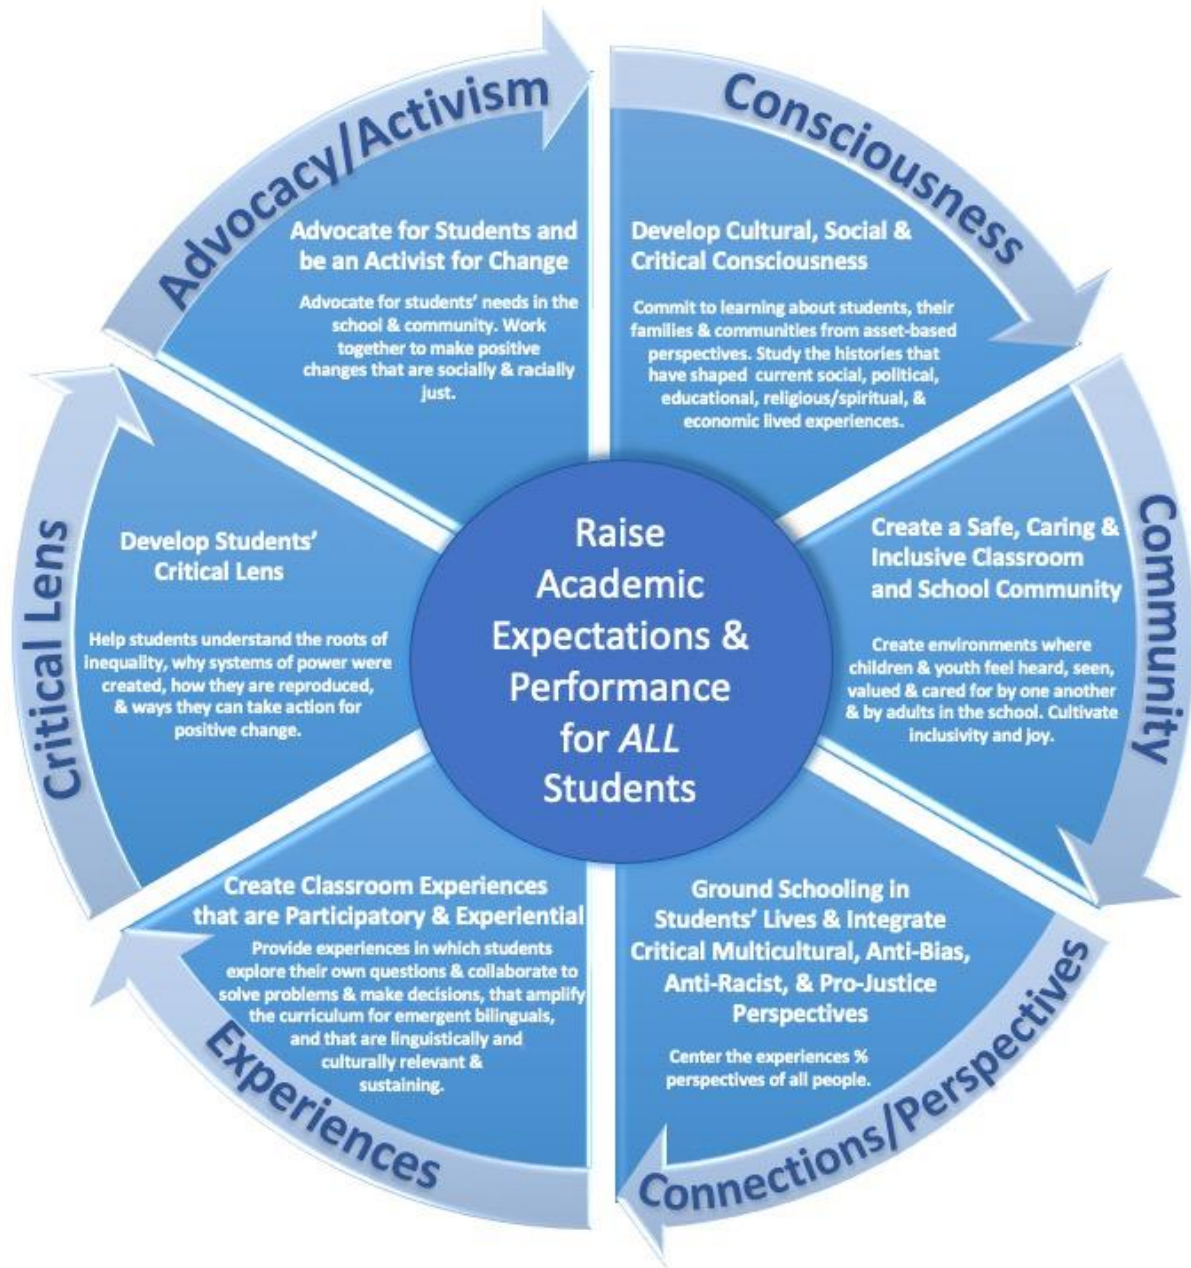 Consciousness
Develop Cultural, Social &
Critical Consciousness
Commit to learning about students, their
families & communities from asset-based
perspectives. Study the histories that
have shaped current social, political,
educational, religious/spiritual, &
economic lived experiences.
Community
Create a Safe, Caring &
Inclusive Classroom
and School Community
Create environments where
children & youth feel heard, seen,
valued & cared for by one another
& by adults in the school. Cultivate
inclusivity and joy.
Connections/Perspectives
Ground Schooling in
Students' Lives & Integrate
Critical Multicultural, Anti-Bias,
Anti-Racist, & Pro-Justice
Perspectives
Center the experiences %
perspectives of all people.
Experiences
Create Classroom Experiences
that are Participatory & Experiential
Provide experiences in which students
explore their own questions & collaborate to
solve problems & make decisions, that amplify
the curriculum for emergent bilinguals,
and that are linguistically and
culturally relevant &
sustaining.
Critical Lens
Develop Students'
Critical Lens
Help students understand the roots of
inequality, why systems of power were
created, how they are reproduced,
& ways they can take action for
positive change.
Advocacy/Activism
Advocate for Students and
be an Activist for Change
Advocate for students' needs in the
school & community. Work
together to make positive
changes that are socially & racially
just.
Raise
Academic
Expectations &
Performance
for ALL
Students